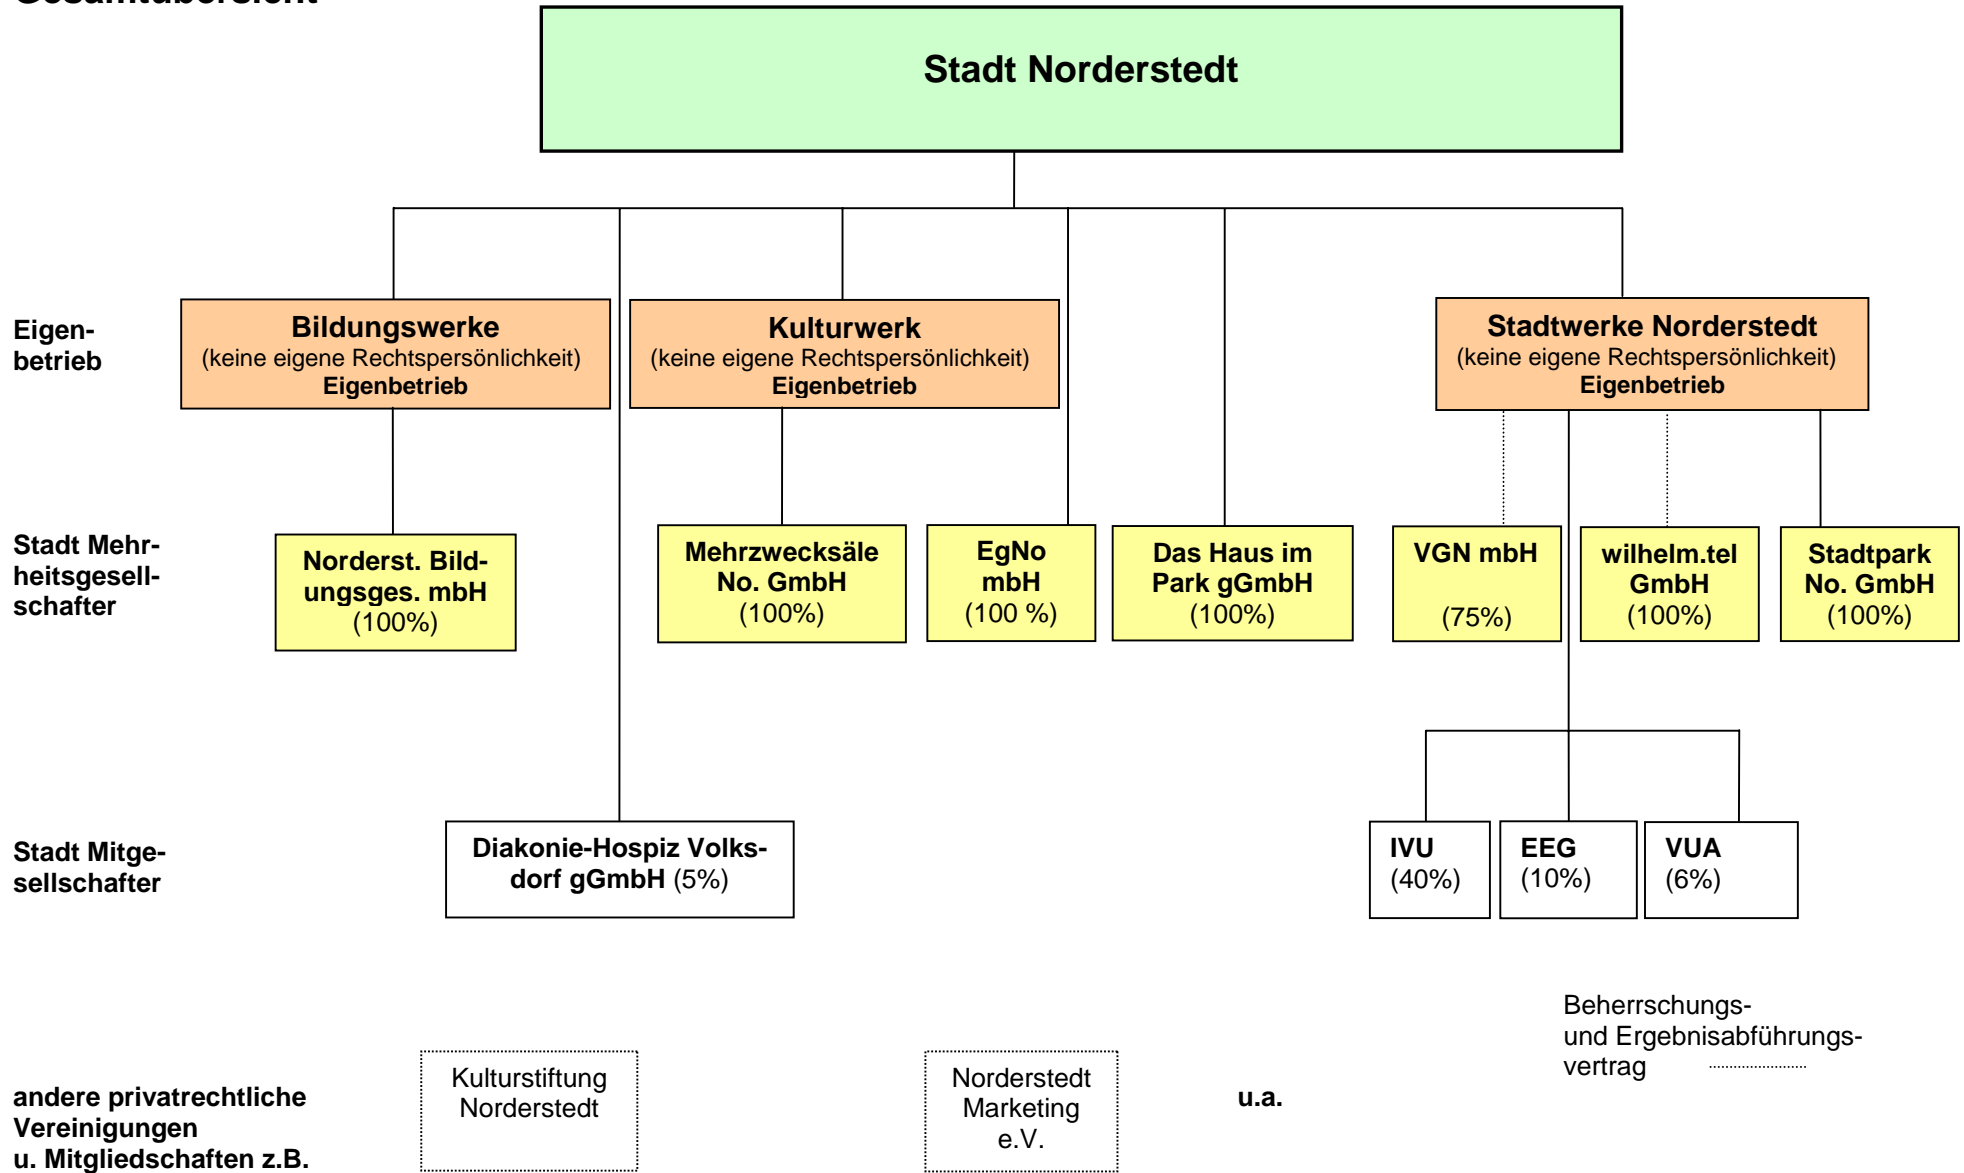 Gesamtübersicht
Stadt Norderstedt
Eigen-
betrieb
Bildungswerke
(keine eigene Rechtspersönlichkeit)
Eigenbetrieb
Kulturwerk
(keine eigene Rechtspersönlichkeit)
Eigenbetrieb
Stadtwerke Norderstedt
(keine eigene Rechtspersönlichkeit)
Eigenbetrieb
Stadt Mehr-
heitsgesell-
schafter
Norderst. Bild-
ungsges. mbH
(100%)
Mehrzwecksäle
No. GmbH
(100%)
EgNo
mbH
(100 %)
Das Haus im
Park gGmbH
(100%)
VGN mbH
(75%)
wilhelm.tel
GmbH
(100%)
Stadtpark
No. GmbH
(100%)
Stadt Mitge-
sellschafter
Diakonie-Hospiz Volks-
dorf gGmbH (5%)
IVU
(40%)
EEG
(10%)
VUA
(6%)
Beherrschungs-
und Ergebnisabführungs-
vertrag
andere privatrechtliche
Vereinigungen
u. Mitgliedschaften z.B.
Kulturstiftung
Norderstedt
Norderstedt
Marketing
e.V.
u.a.